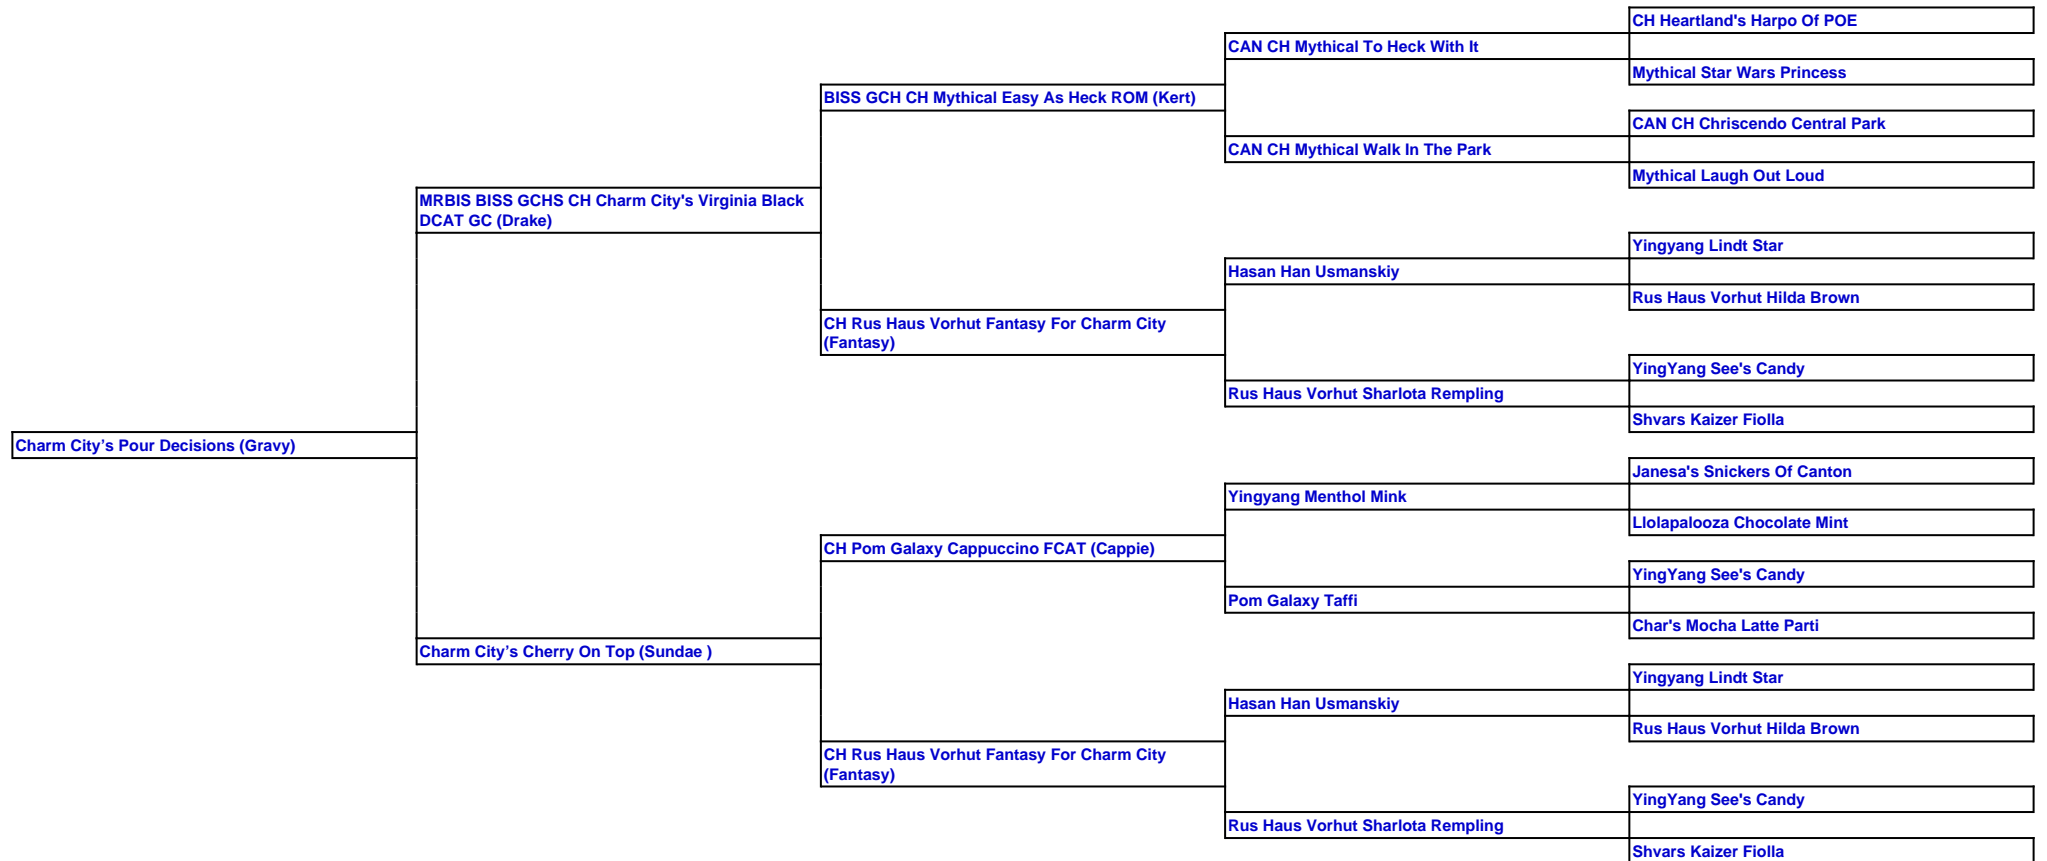 CH Heartland's Harpo Of POE
CAN CH Mythical To Heck With It
Mythical Star Wars Princess
BISS GCH CH Mythical Easy As Heck ROM (Kert)
CAN CH Chriscendo Central Park
CAN CH Mythical Walk In The Park
Mythical Laugh Out Loud
MRBIS BISS GCHS CH Charm City's Virginia Black
DCAT GC (Drake)
Yingyang Lindt Star
Hasan Han Usmanskiy
Rus Haus Vorhut Hilda Brown
CH Rus Haus Vorhut Fantasy For Charm City
(Fantasy)
YingYang See's Candy
Rus Haus Vorhut Sharlota Rempling
Shvars Kaizer Fiolla
Charm City’s Pour Decisions (Gravy)
Janesa's Snickers Of Canton
Yingyang Menthol Mink
Llolapalooza Chocolate Mint
CH Pom Galaxy Cappuccino FCAT (Cappie)
YingYang See's Candy
Pom Galaxy Taffi
Char's Mocha Latte Parti
Charm City’s Cherry On Top (Sundae )
Yingyang Lindt Star
Hasan Han Usmanskiy
Rus Haus Vorhut Hilda Brown
CH Rus Haus Vorhut Fantasy For Charm City
(Fantasy)
YingYang See's Candy
Rus Haus Vorhut Sharlota Rempling
Shvars Kaizer Fiolla